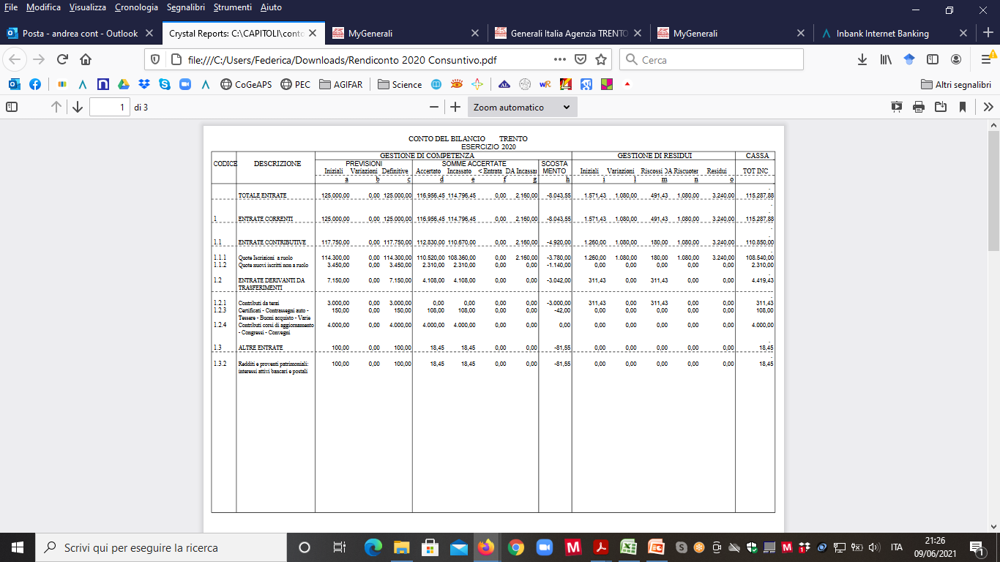 File Modifica Visualizza Cronologia Segnalibri Strumenti Aiuto
Posta - andrea cont - Outlook
Crystal Reports: C:\CAPITOLI\conto
MyGenerali
Generali Italia Agenzia TRENTO
MyGenerali
Inbank Internet Banking
file:///C:/Users/Federica/Downloads/Rendiconto 2020 Consuntivo.pdf
Cerca
CoGeAPS PEC AGIFAR Science Altri segnalibri
1 di 3 Zoom automatico
CONTO DEL BILANCIO TRENTO
ESERCIZIO 2020
GESTIONE DI COMPETENZA GESTIONE DI RESIDUI CASSA
CODICE DESCRIZIONE PREVISIONI SOMME ACCERTATE SCOSTA
Iniziali Variazioni Definitive Accertato Incassato < Entrata DA Incassar MENTO Iniziali Variazioni Riscossi DA Riscuoter Residui TOT INC
a b c d e f g h i l m n o
TOTALE ENTRATE 125.000,00 0,00 125.000,00 116.956,45 114.796,45 0,00 2.160,00 -8.043,55 1.571,43 1.080,00 491,43 1.080,00 3.240,00 115.287,88
1 ENTRATE CORRENTI 125.000,00 0,00 125.000,00 116.956,45 114.796,45 0,00 2.160,00 -8.043,55 1.571,43 1.080,00 491,43 1.080,00 3.240,00 115.287,88
1.1 ENTRATE CONTRIBUTIVE 117.750,00 0,00 117.750,00 112.830,00 110.670,00 0,00 2.160,00 -4.920,00 1.260,00 1.080,00 180,00 1.080,00 3.240,00 110.850,00
1.1.1 Quote Iscrizioni a ruolo 114.300,00 0,00 114.300,00 110.520,00 108.360,00 0,00 2.160,00 -3.780,00 1.260,00 1.080,00 180,00 1.080,00 3.240,00 108.540,00
1.1.2 Quote nuovi iscritti non a ruolo 3.450,00 0,00 3.450,00 2.310,00 2.310,00 0,00 0,00 -1.140,00 0,00 0,00 0,00 0,00 0,00 2.310,00
1.2 ENTRATE DERIVANTI DA 7.150,00 0,00 7.150,00 4.108,00 4.108,00 0,00 0,00 -3.042,00 311,43 0,00 311,43 0,00 0,00 4.419,43
TRASFERIMENTI
1.2.1 Contributi da terzi 3.000,00 0,00 3.000,00 0,00 0,00 0,00 0,00 -3.000,00 311,43 0,00 311,43 0,00 0,00 311,43
1.2.3 Certificati - Contrassegni auto - 150,00 0,00 150,00 108,00 108,00 0,00 0,00 -42,00 0,00 0,00 0,00 0,00 0,00 108,00
Tessere - Buoni acquisto - Varie
1.2.4 Contributi corsi di aggiornamento 4.000,00 0,00 4.000,00 4.000,00 4.000,00 0,00 0,00 0,00 0,00 0,00 0,00 0,00 0,00 4.000,00
- Congressi - Convegni
1.3 ALTRE ENTRATE 100,00 0,00 100,00 18,45 18,45 0,00 0,00 -81,55 0,00 0,00 0,00 0,00 0,00 18,45
1.3.2 Redditi e proventi patrimoniali: 100,00 0,00 100,00 18,45 18,45 0,00 0,00 -81,55 0,00 0,00 0,00 0,00 0,00 18,45
interessi attivi bancari e postali
Scrivi qui per eseguire la ricerca
ITA
21:26
09/06/2021